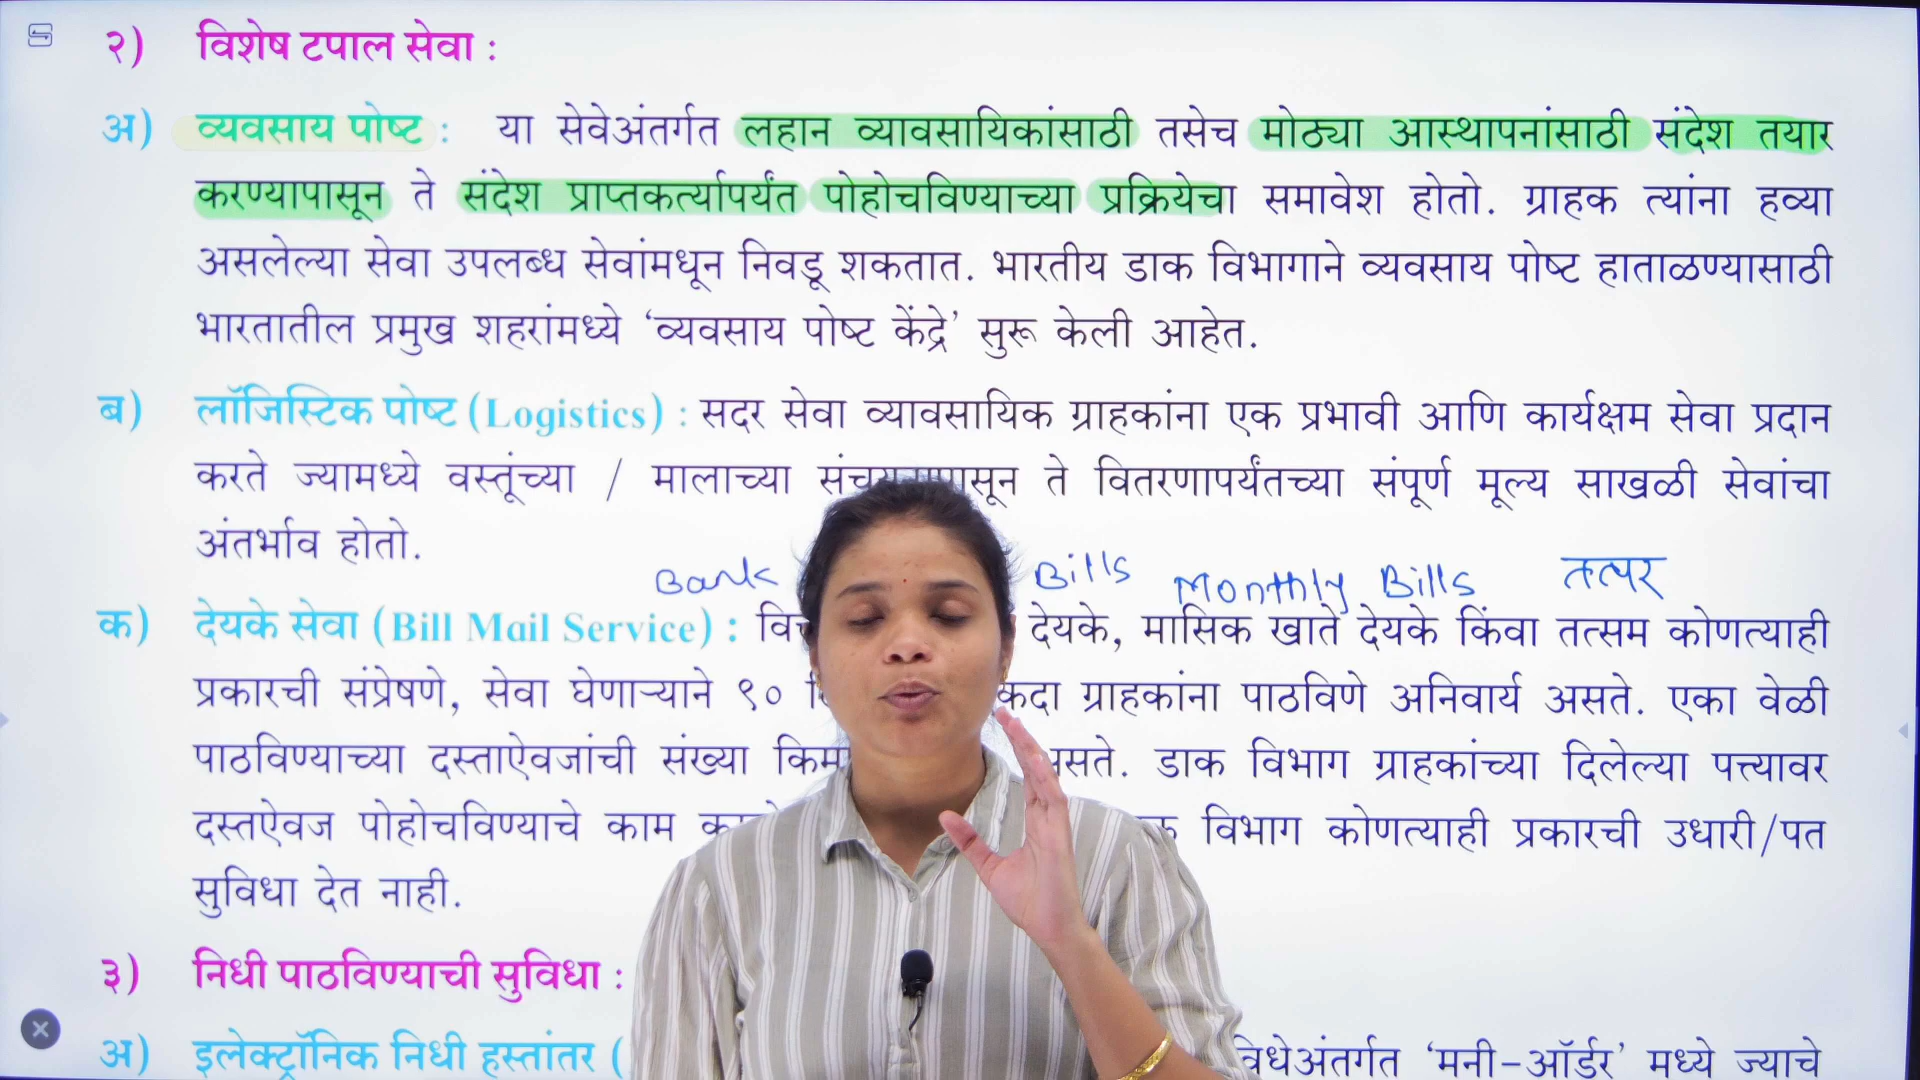 २) विशेष टपाल सेवा :
अ) व्यवसाय पोष्ट : या सेवेअंतर्गत लहान व्यावसायिकांसाठी तसेच मोठ्या आस्थापनांसाठी संदेश तयार
करण्यापासून ते संदेश प्राप्तकर्त्यापर्यंत पोहोचविण्याच्या प्रक्रियेचा समावेश होतो. ग्राहक त्यांना हव्या
असलेल्या सेवा उपलब्ध सेवांमधून निवडू शकतात. भारतीय डाक विभागाने व्यवसाय पोष्ट हाताळण्यासाठी
भारतातील प्रमुख शहरांमध्ये ‘व्यवसाय पोष्ट केंद्रे’ सुरू केली आहेत.
ब) लॉजिस्टिक पोष्ट (Logistics) : सदर सेवा व्यावसायिक ग्राहकांना एक प्रभावी आणि कार्यक्षम सेवा प्रदान
करते ज्यामध्ये वस्तूंच्या / मालाच्या ते वितरणापर्यंतच्या संपूर्ण मूल्य साखळी सेवांचा
अंतर्भाव होतो.
Bank Bills Monthly Bills तत्पर
क) देयके सेवा (Bill Mail Service) : देयके, मासिक खाते देयके किंवा तत्सम कोणत्याही
प्रकारची संप्रेषणे, सेवा घेणाऱ्याने ९० ग्राहकांना पाठविणे अनिवार्य असते. एका वेळी
पाठविण्याच्या दस्ताऐवजांची संख्या डाक विभाग ग्राहकांच्या दिलेल्या पत्त्यावर
दस्तऐवज पोहोचविण्याचे काम विभाग कोणत्याही प्रकारची उधारी/पत
सुविधा देत नाही.
३) निधी पाठविण्याची सुविधा :
अ) इलेक्ट्रॉनिक निधी हस्तांतर ( ‘मनी-ऑर्डर’ मध्ये ज्याचे